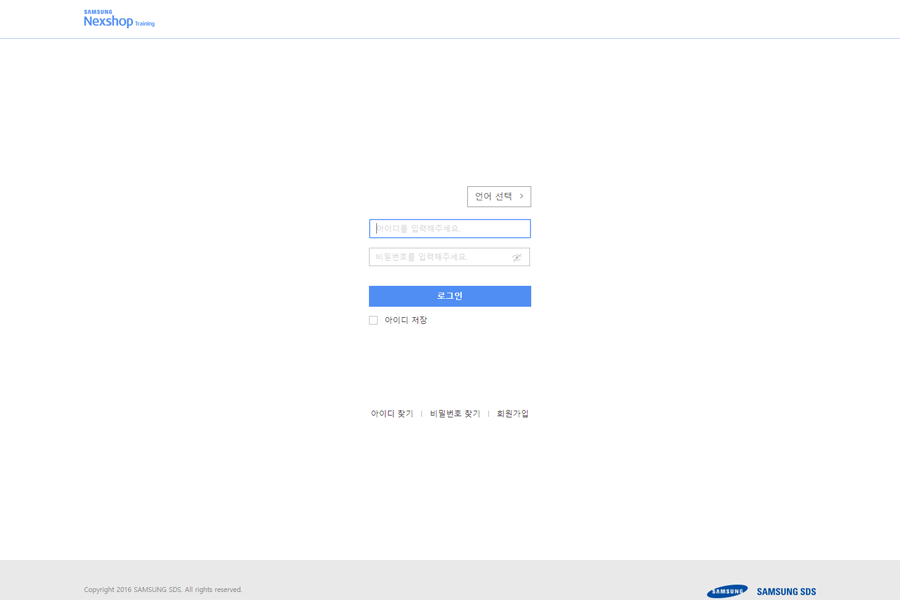 SAMSUNG
Nexshop Training
언어 선택 >
아이디를 입력해주세요.
비밀번호를 입력해주세요.
로그인
아이디 저장
아이디 찾기 | 비밀번호 찾기 | 회원가입
Copyright 2016 SAMSUNG SDS. All rights reserved.
SAMSUNG SAMSUNG SDS